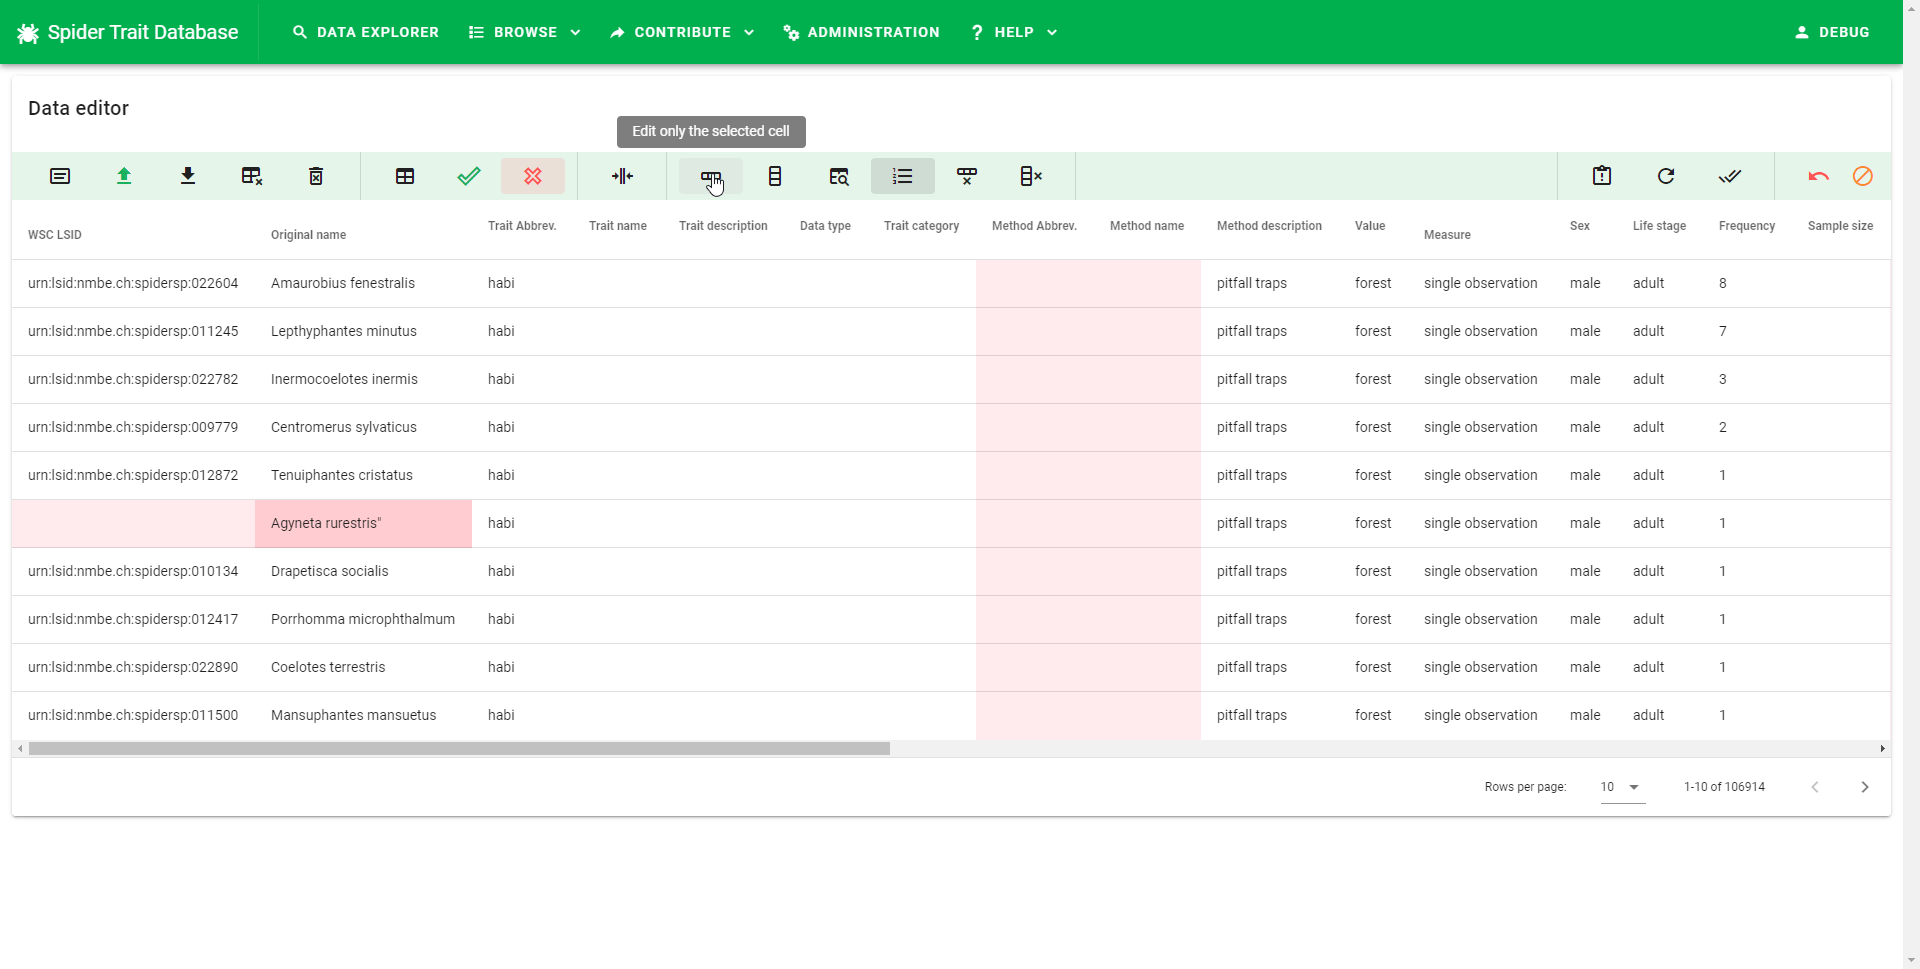 Spider Trait Database
DATA EXPLORER
BROWSE
CONTRIBUTE
ADMINISTRATION
HELP
DEBUG
Data editor
Edit only the selected cell
WSC LSID Original name Trait Abbrev. Trait name Trait description Data type Trait category Method Abbrev. Method name Method description Value Measure Sex Life stage Frequency Sample size
urn:lsid:nmbe.ch:spidersp:022604 Amaurobius fenestralis habi pitfall traps forest single observation male adult 8
urn:lsid:nmbe.ch:spidersp:011245 Lepthyphantes minutus habi pitfall traps forest single observation male adult 7
urn:lsid:nmbe.ch:spidersp:022782 Inermocoelotes inermis habi pitfall traps forest single observation male adult 3
urn:lsid:nmbe.ch:spidersp:009779 Centromerus sylvaticus habi pitfall traps forest single observation male adult 2
urn:lsid:nmbe.ch:spidersp:012872 Tenuiphantes cristatus habi pitfall traps forest single observation male adult 1
Agyneta rurestris" habi pitfall traps forest single observation male adult 1
urn:lsid:nmbe.ch:spidersp:010134 Drapetisca socialis habi pitfall traps forest single observation male adult 1
urn:lsid:nmbe.ch:spidersp:012417 Porrhomma microphthalmum habi pitfall traps forest single observation male adult 1
urn:lsid:nmbe.ch:spidersp:022890 Coelotes terrestris habi pitfall traps forest single observation male adult 1
urn:lsid:nmbe.ch:spidersp:011500 Mansuphantes mansuetus habi pitfall traps forest single observation male adult 1
Rows per page: 10 1-10 of 106914